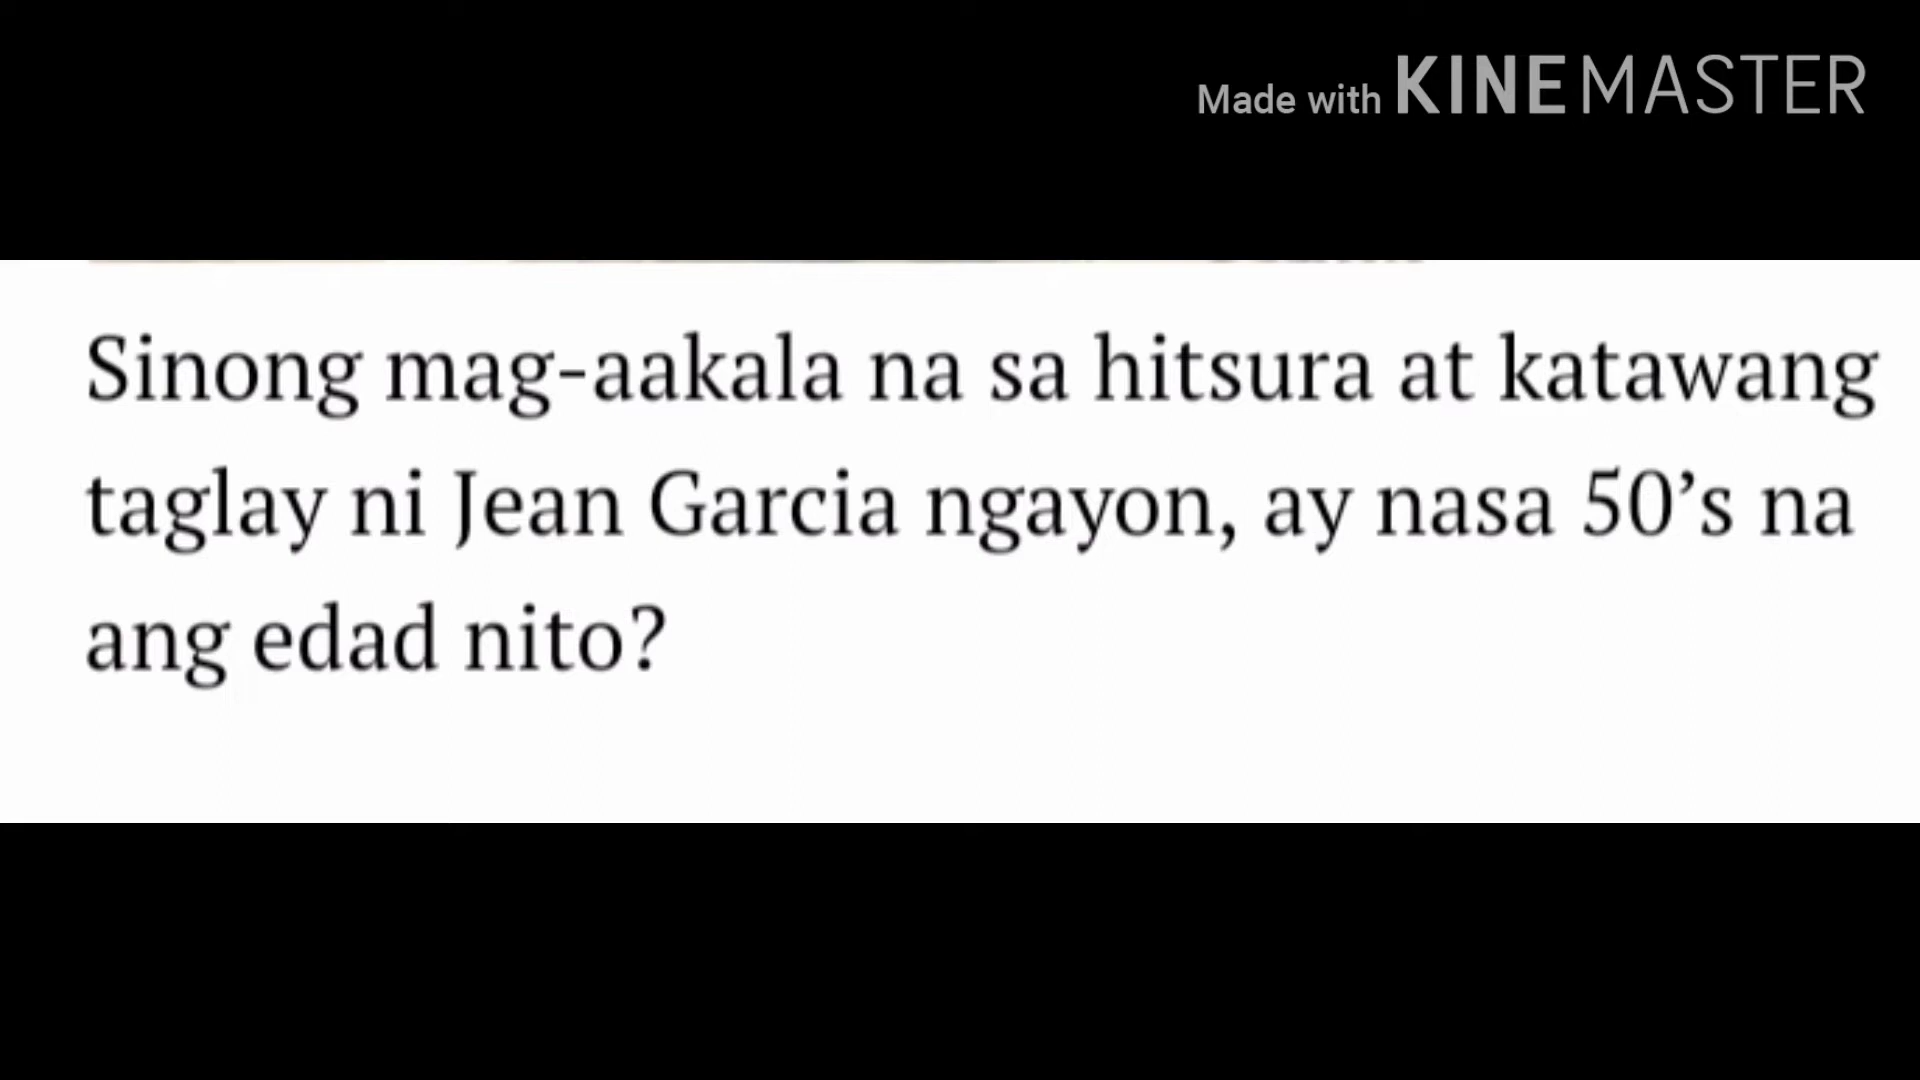 Made with KINEMASTER
Sinong mag-aakala na sa hitsura at katawang
taglay ni Jean Garcia ngayon, ay nasa 50’s na
ang edad nito?